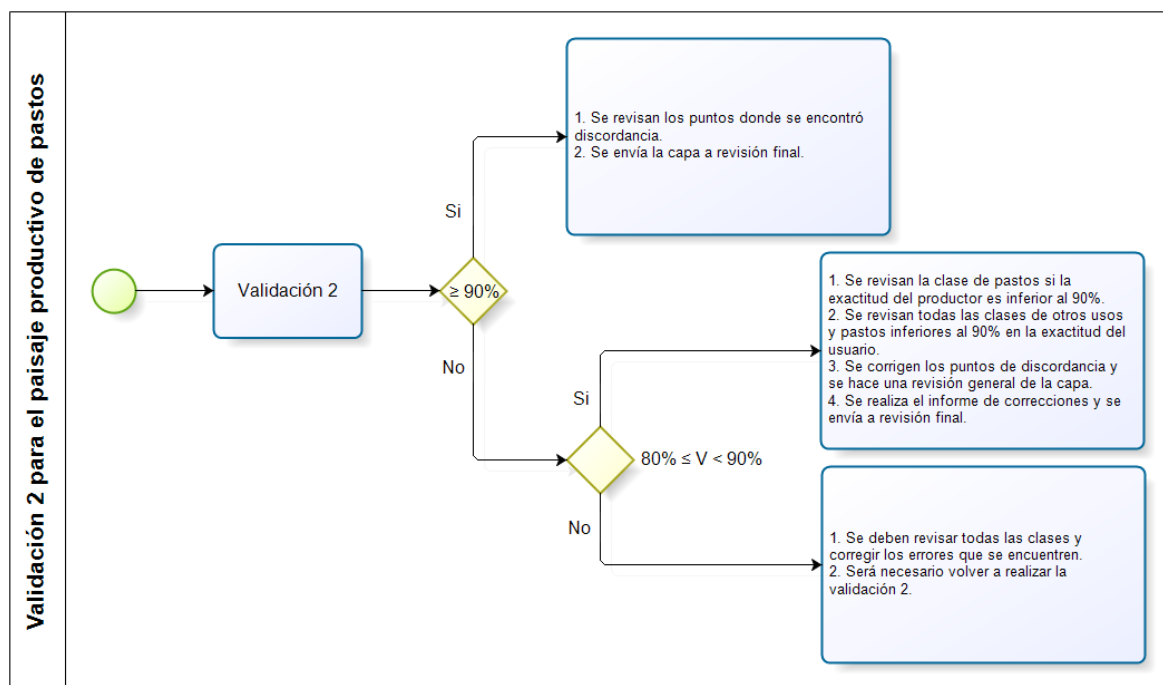 Validación 2 para el paisaje productivo de pastos
Validación 2
≥ 90%
Si
1. Se revisan los puntos donde se encontró
discordancia.
2. Se envía la capa a revisión final.
No
80% ≤ V < 90%
Si
1. Se revisan la clase de pastos si la
exactitud del productor es inferior al 90%.
2. Se revisan todas las clases de otros usos
y pastos inferiores al 90% en la exactitud del
usuario.
3. Se corrigen los puntos de discordancia y
se hace una revisión general de la capa.
4. Se realiza el informe de correcciones y se
envía a revisión final.
No
1. Se deben revisar todas las clases y
corregir los errores que se encuentren.
2. Será necesario volver a realizar la
validación 2.